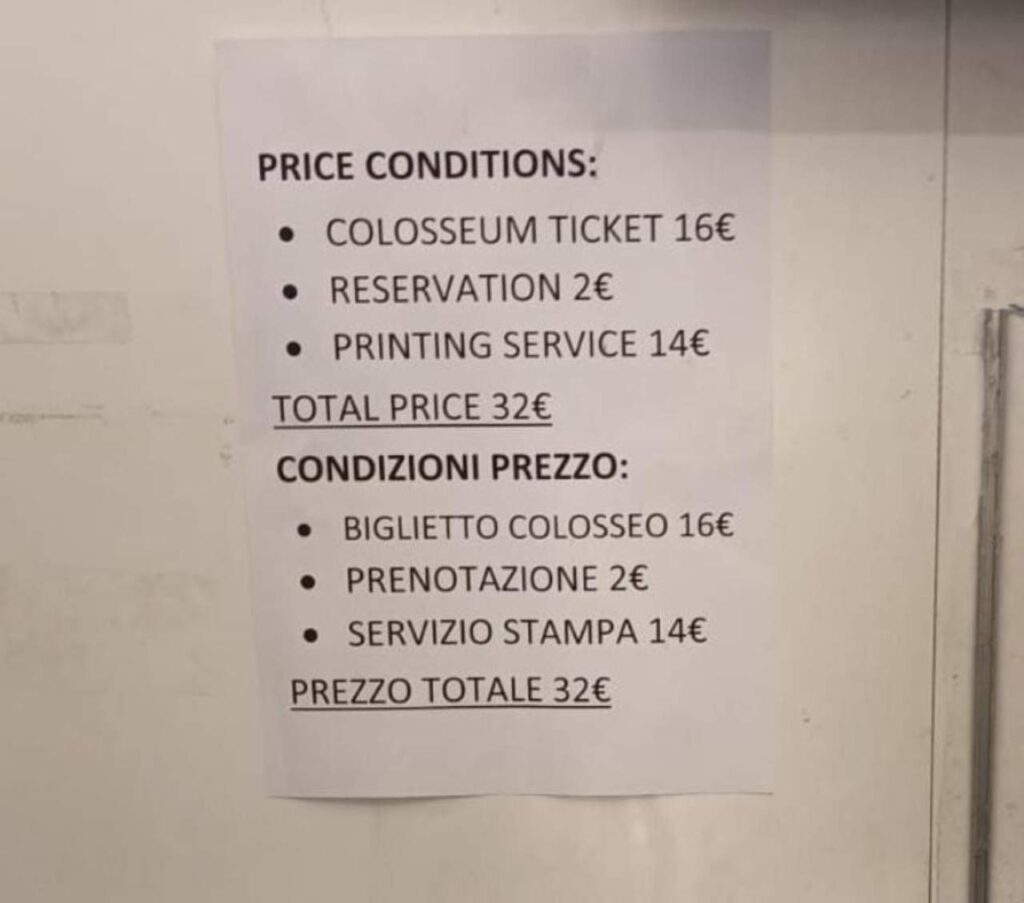 PRICE CONDITIONS:
• COLOSSEUM TICKET 16€
• RESERVATION 2€
• PRINTING SERVICE 14€
TOTAL PRICE 32€
CONDIZIONI PREZZO:
• BIGLIETTO COLOSSEO 16€
• PRENOTAZIONE 2€
• SERVIZIO STAMPA 14€
PREZZO TOTALE 32€